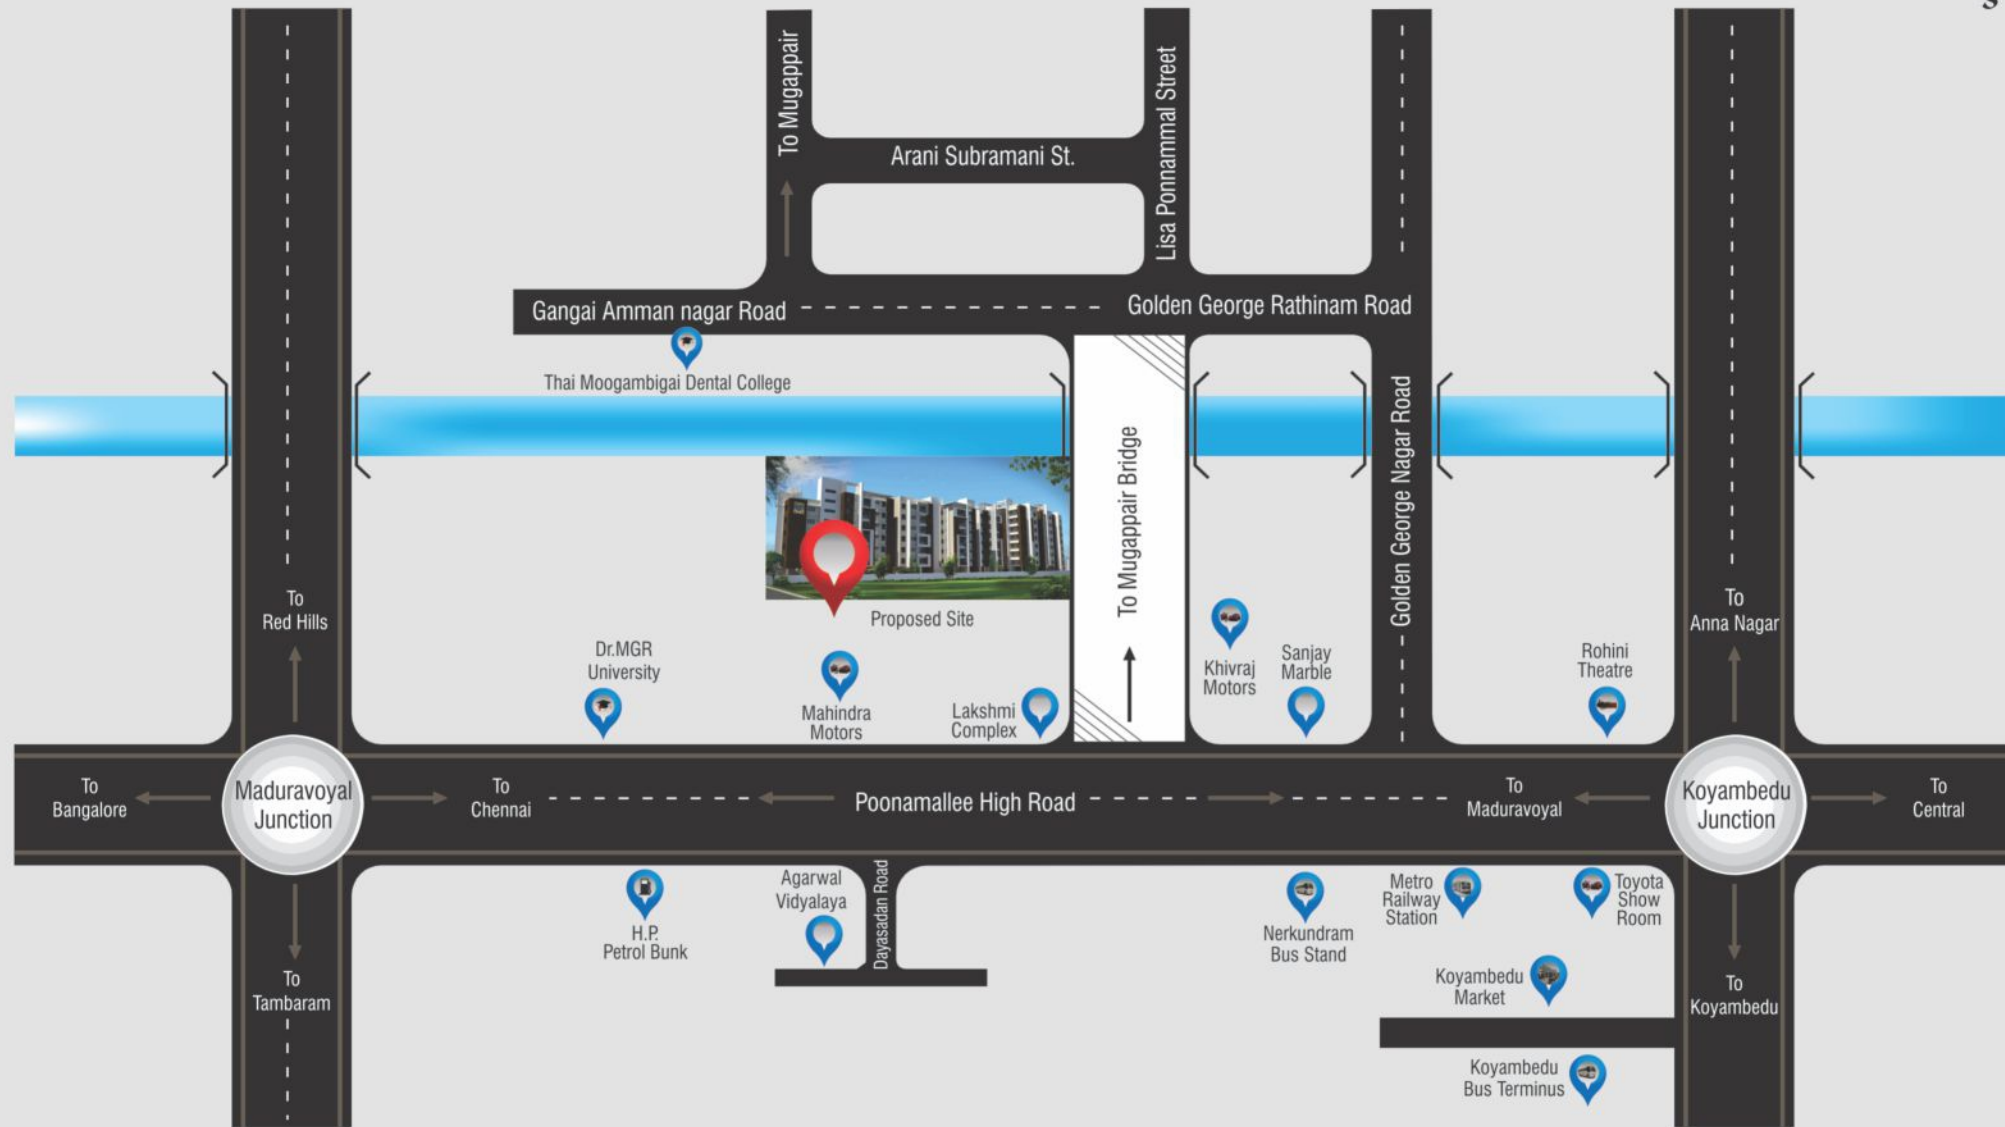 s
To Mugappair
Arani Subramani St.
Lisa Ponnammal Street
Gangai Amman nagar Road
Golden George Rathinam Road
Thai Moogambigai Dental College
To Mugappair Bridge
Golden George Nagar Road
To
Red Hills
Proposed Site
To
Anna Nagar
Dr.MGR
University
Mahindra
Motors
Lakshmi
Complex
Khivraj
Motors
Sanjay
Marble
Rohini
Theatre
To
Bangalore
Maduravoyal
Junction
To
Chennai
Poonamallee High Road
To
Maduravoyal
Koyambedu
Junction
To
Central
H.P.
Petrol Bunk
Agarwal
Vidyalaya
Dayasadan Road
Nerkundram
Bus Stand
Metro
Railway
Station
Toyota
Show
Room
To
Tambaram
Koyambedu
Market
To
Koyambedu
Koyambedu
Bus Terminus